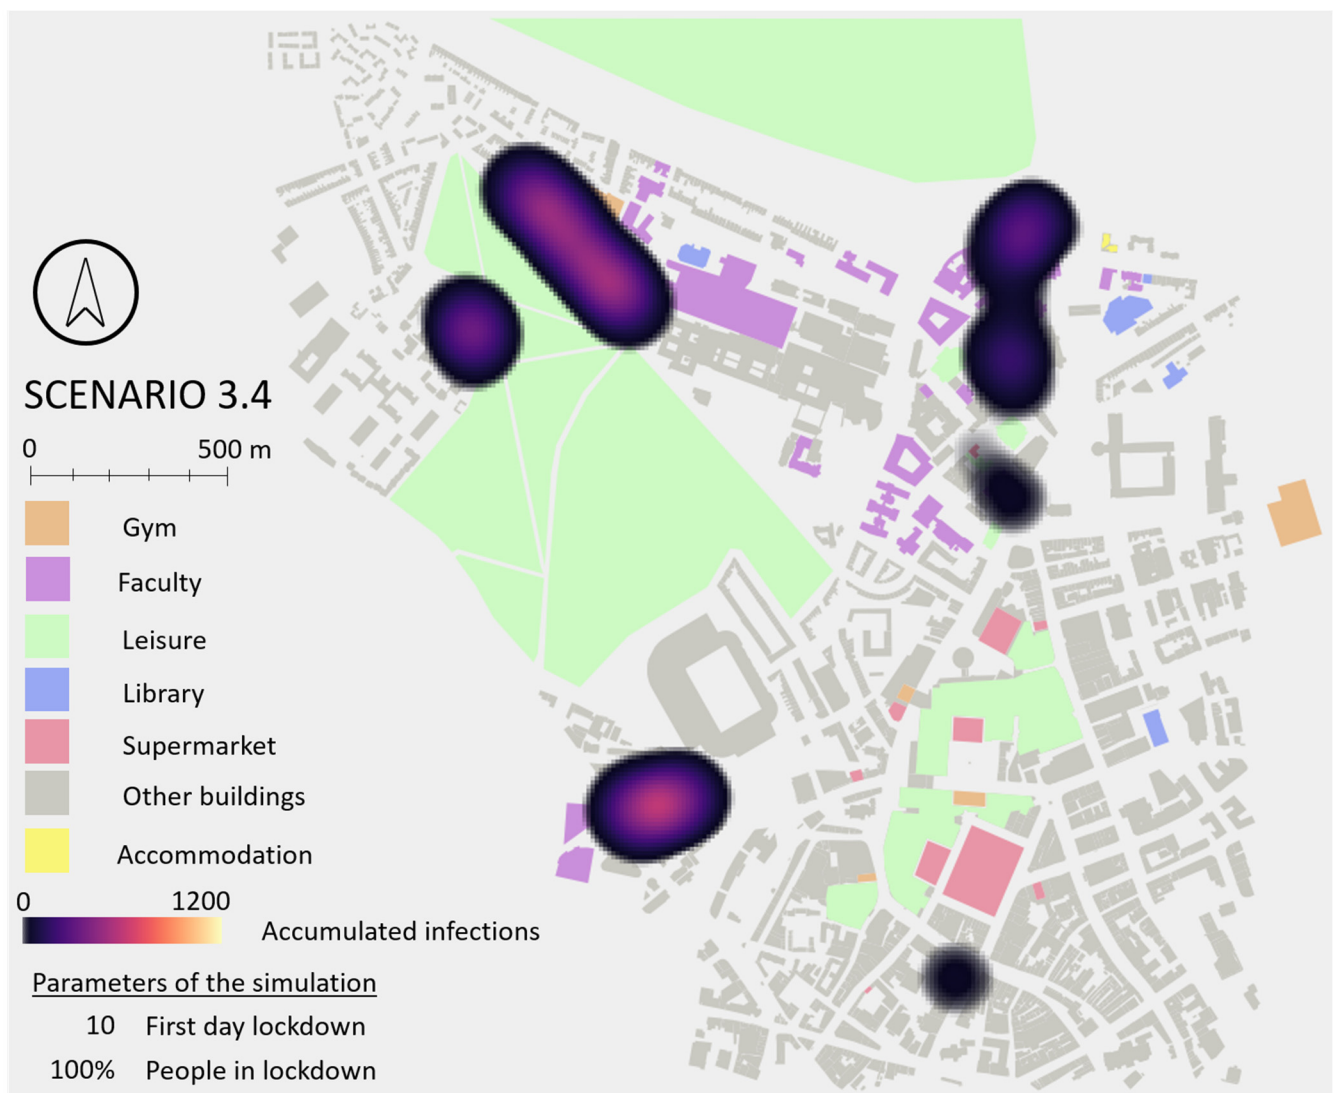 SCENARIO 3.4
0 500 m
Gym
Faculty
Leisure
Library
Supermarket
Other buildings
Accommodation
0 1200
Accumulated infections
Parameters of the simulation
10 First day lockdown
100% People in lockdown